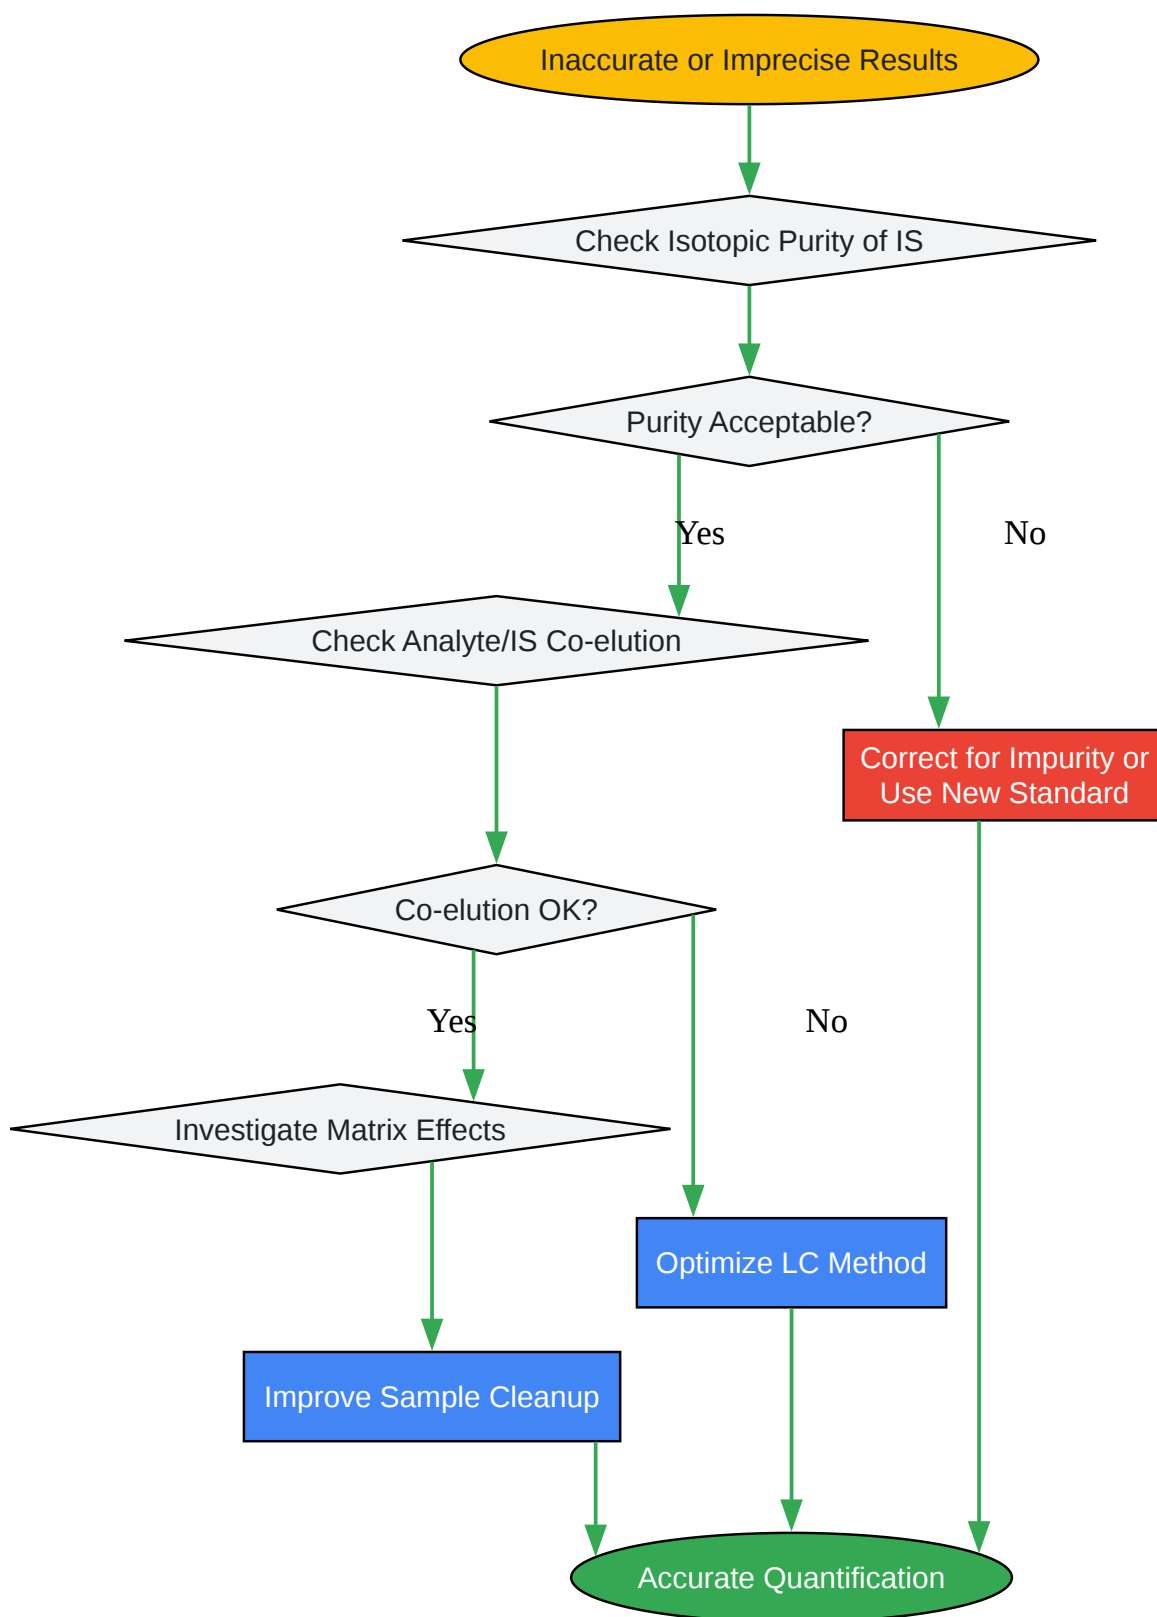 Inaccurate or Imprecise Results
Check Isotopic Purity of IS
Purity Acceptable?
Yes
No
Check Analyte/IS Co-elution
Correct for Impurity or
Use New Standard
Co-elution OK?
Yes
No
Investigate Matrix Effects
Optimize LC Method
Improve Sample Cleanup
Accurate Quantification